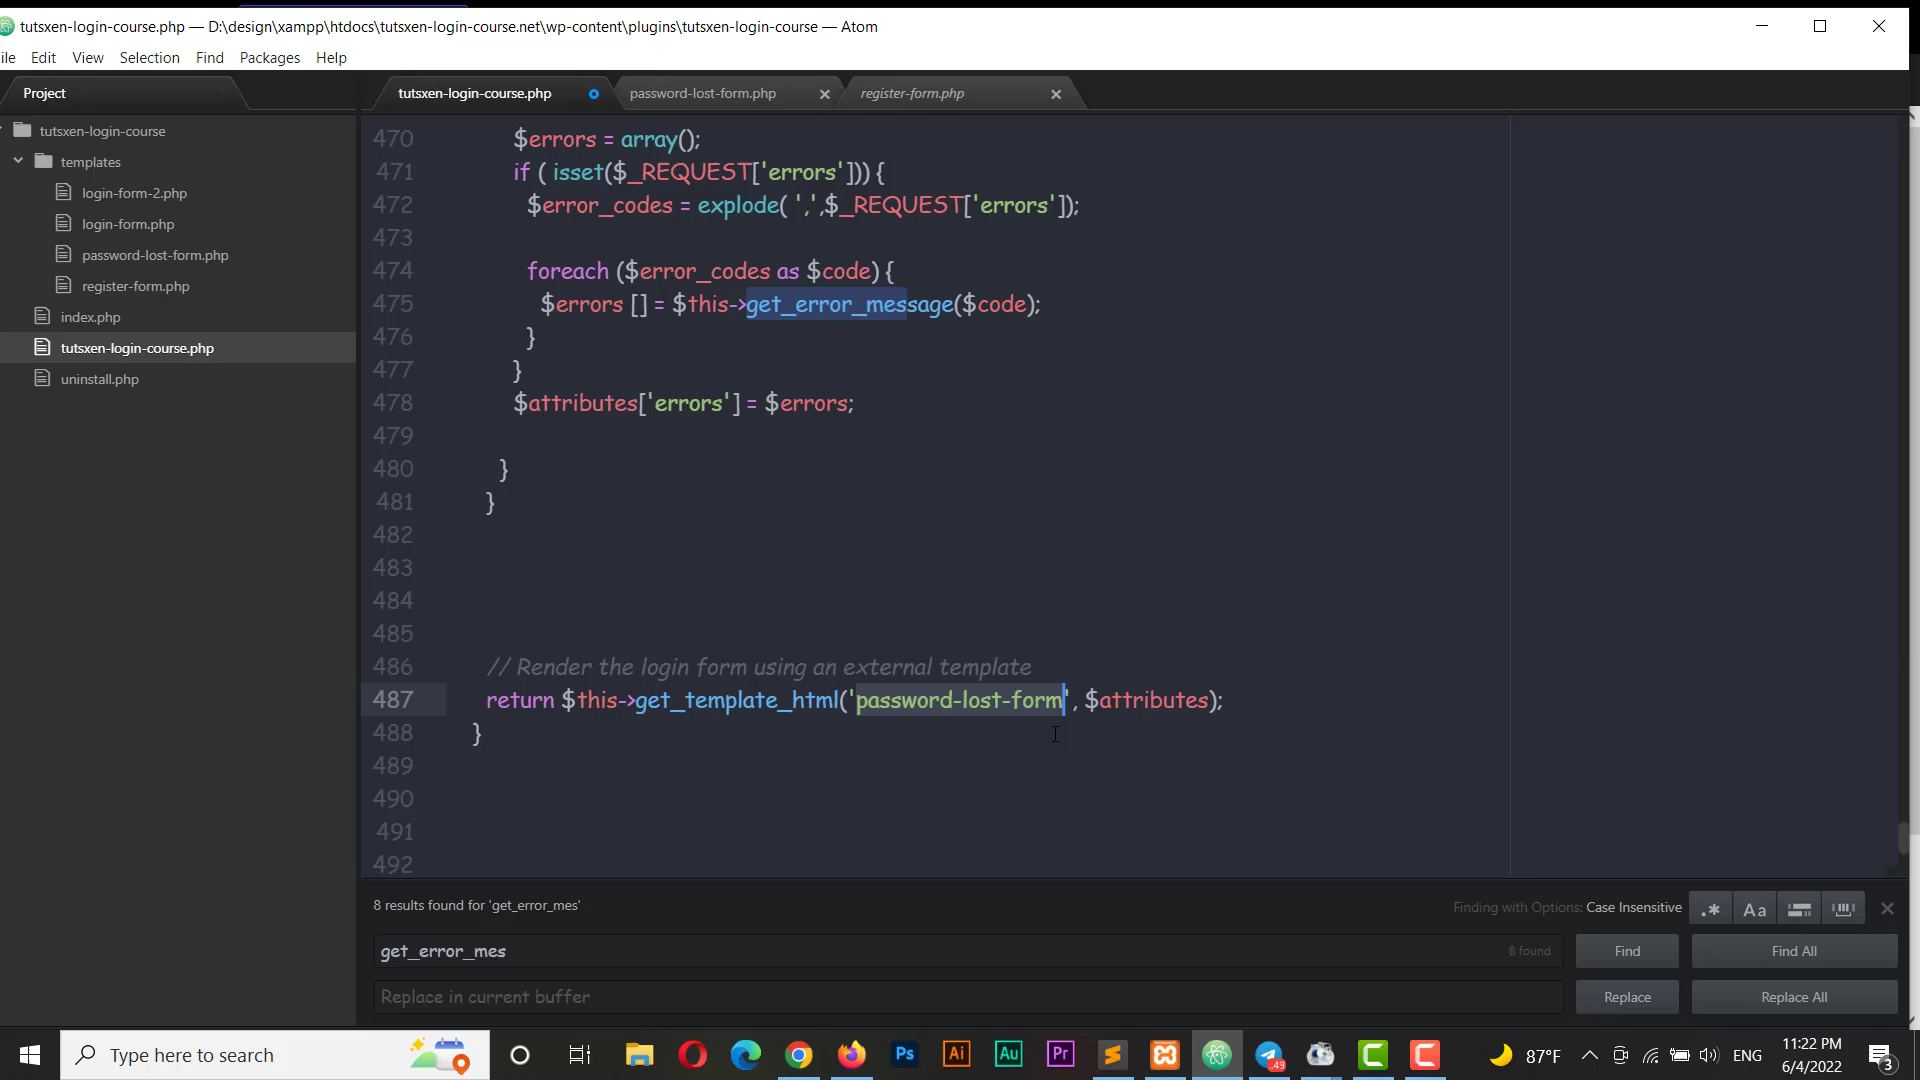 tutsxen-login-course.php — D:\design\xampp\htdocs\tutsxen-login-course.net\wp-content\plugins\tutsxen-login-course — Atom
ile Edit View Selection Find Packages Help
Project
tutsxen-login-course.php
password-lost-form.php
register-form.php
tutsxen-login-course
templates
login-form-2.php
login-form.php
password-lost-form.php
register-form.php
index.php
tutsxen-login-course.php
uninstall.php
470 $errors = array();
471 if ( isset($_REQUEST['errors'])) {
472 $error_codes = explode( ',',$_REQUEST['errors']);
473
474 foreach ($error_codes as $code) {
475 $errors [] = $this->get_error_message($code);
476 }
477 }
478 $attributes['errors'] = $errors;
479
480 }
481 }
482
483
484
485
486 // Render the login form using an external template
487 return $this->get_template_html('password-lost-form', $attributes);
488 }
489
490
491
492
8 results found for 'get_error_mes'
Finding with Options: Case Insensitive
.* Aa
get_error_mes
8 found
Find
Find All
Replace in current buffer
Replace
Replace All
Type here to search
Ps Ai Au Pr
49
87°F
ENG
11:22 PM
6/4/2022
3